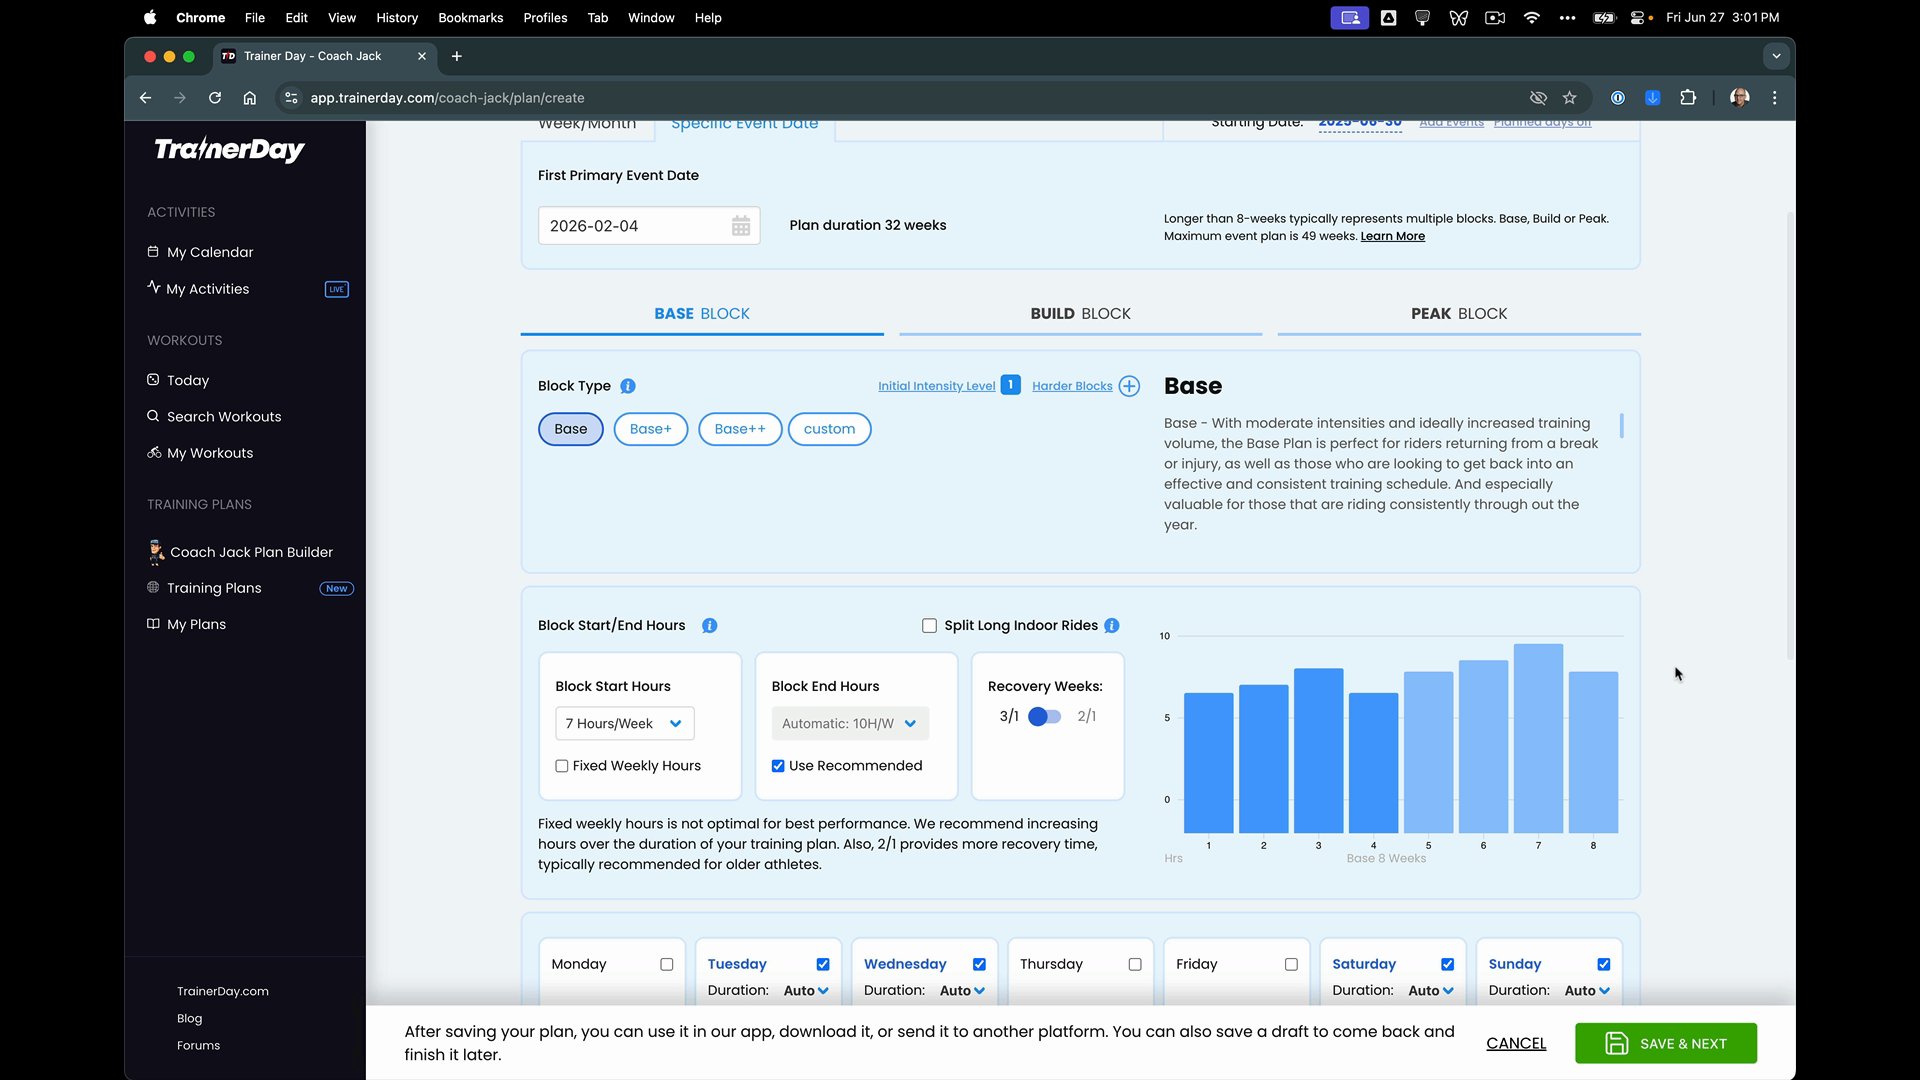 Chrome File Edit View History Bookmarks Profiles Tab Window Help Fri Jun 27 3:01 PM
Trainer Day - Coach Jack
app.trainerday.com/coach-jack/plan/create
TrainerDay
ACTIVITIES
My Calendar
My Activities LIVE
WORKOUTS
Today
Search Workouts
My Workouts
TRAINING PLANS
Coach Jack Plan Builder
Training Plans New
My Plans
TrainerDay.com
Blog
Forums
Week/Month Specific Event Date Starting Date: 2025-06-30 Add Events Planned days off
First Primary Event Date
2026-02-04 Plan duration 32 weeks
Longer than 8-weeks typically represents multiple blocks. Base, Build or Peak.
Maximum event plan is 49 weeks. Learn More
BASE BLOCK BUILD BLOCK PEAK BLOCK
Block Type Initial Intensity Level 1 Harder Blocks
Base Base+ Base++ custom
Base
Base - With moderate intensities and ideally increased training
volume, the Base Plan is perfect for riders returning from a break
or injury, as well as those who are looking to get back into an
effective and consistent training schedule. And especially
valuable for those that are riding consistently through out the
year.
Block Start/End Hours Split Long Indoor Rides
Block Start Hours
7 Hours/Week
Fixed Weekly Hours
Block End Hours
Automatic: 10H/W
Use Recommended
Recovery Weeks:
3/1 2/1
Fixed weekly hours is not optimal for best performance. We recommend increasing
hours over the duration of your training plan. Also, 2/1 provides more recovery time,
typically recommended for older athletes.
10
5
0
1 2 3 4 5 6 7 8
Hrs Base 8 Weeks
Monday Tuesday Wednesday Thursday Friday Saturday Sunday
Duration: Auto Duration: Auto Duration: Auto Duration: Auto
After saving your plan, you can use it in our app, download it, or send it to another platform. You can also save a draft to come back and
finish it later.
CANCEL SAVE & NEXT